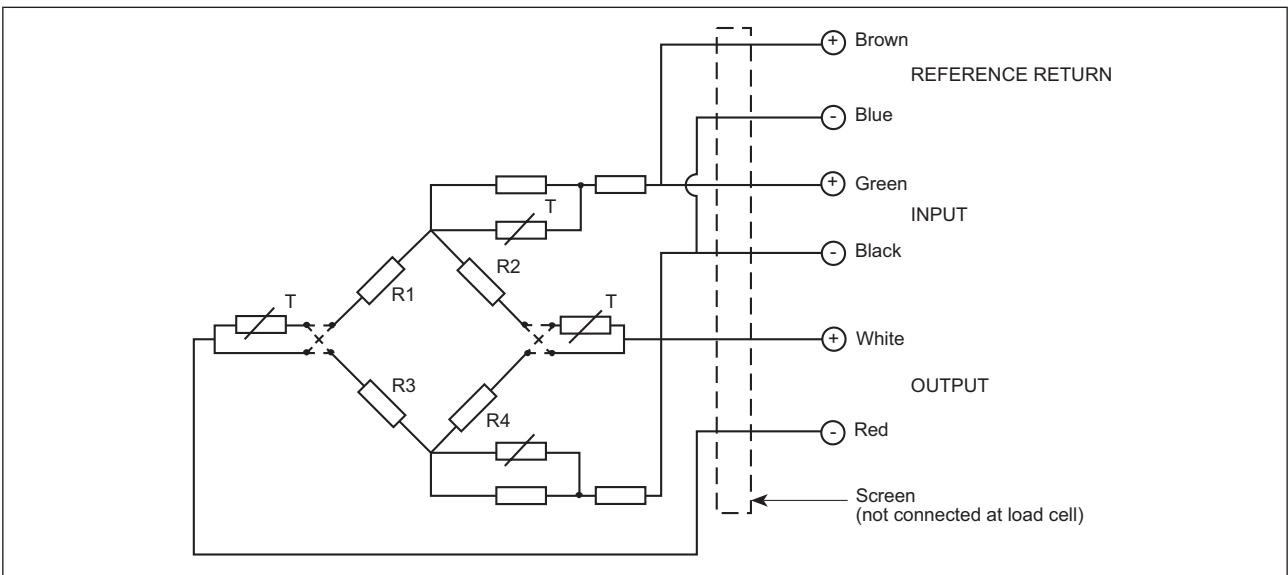 + Brown
REFERENCE RETURN
- Blue
+ Green
INPUT
- Black
+ White
OUTPUT
- Red
Screen
(not connected at load cell)
T
R2
R1
T
T
R3
R4